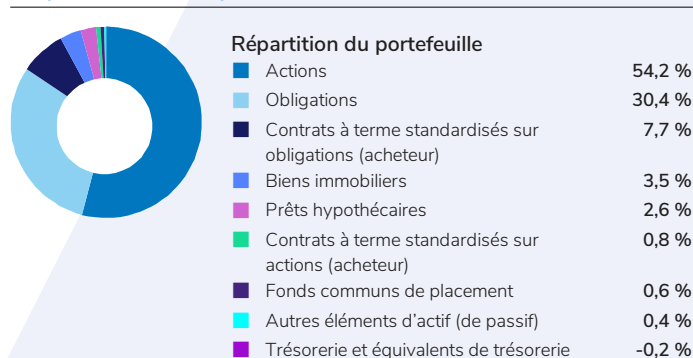 Répartition du portefeuille
Actions 54,2 %
Obligations 30,4 %
Contrats à terme standardisés sur 7,7 %
obligations (acheteur)
Biens immobiliers 3,5 %
Prêts hypothécaires 2,6 %
Contrats à terme standardisés sur 0,8 %
actions (acheteur)
Fonds communs de placement 0,6 %
Autres éléments d’actif (de passif) 0,4 %
Trésorerie et équivalents de trésorerie -0,2 %